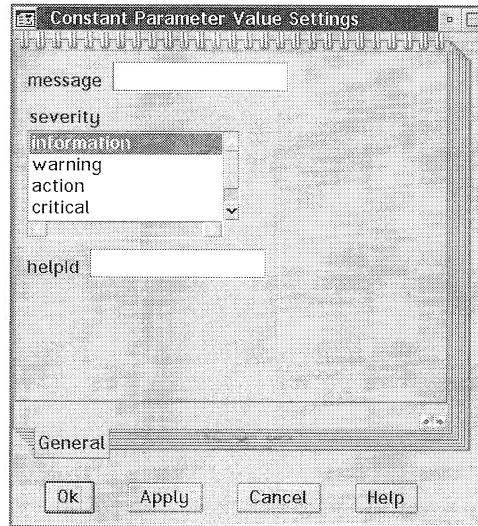 Constant Parameter Value Settings
message
severity
information
warning
action
critical
helpId
General
Ok Apply Cancel Help